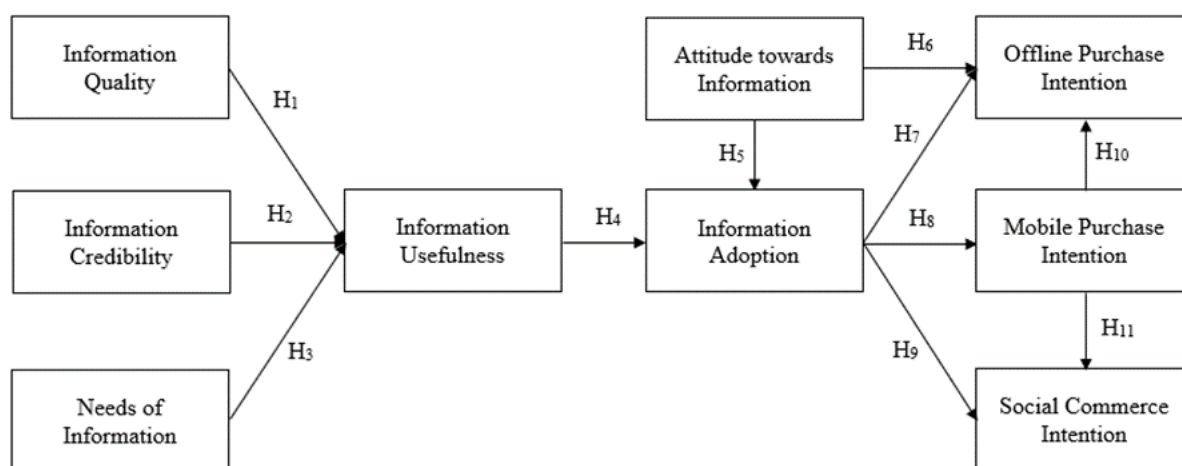 Information
Quality
H1
Information
Credibility
H2
Needs of
Information
H3
Information
Usefulness
H4
Attitude towards
Information
H5
Information
Adoption
H6
H7
H8
H9
Offline Purchase
Intention
H10
Mobile Purchase
Intention
H11
Social Commerce
Intention